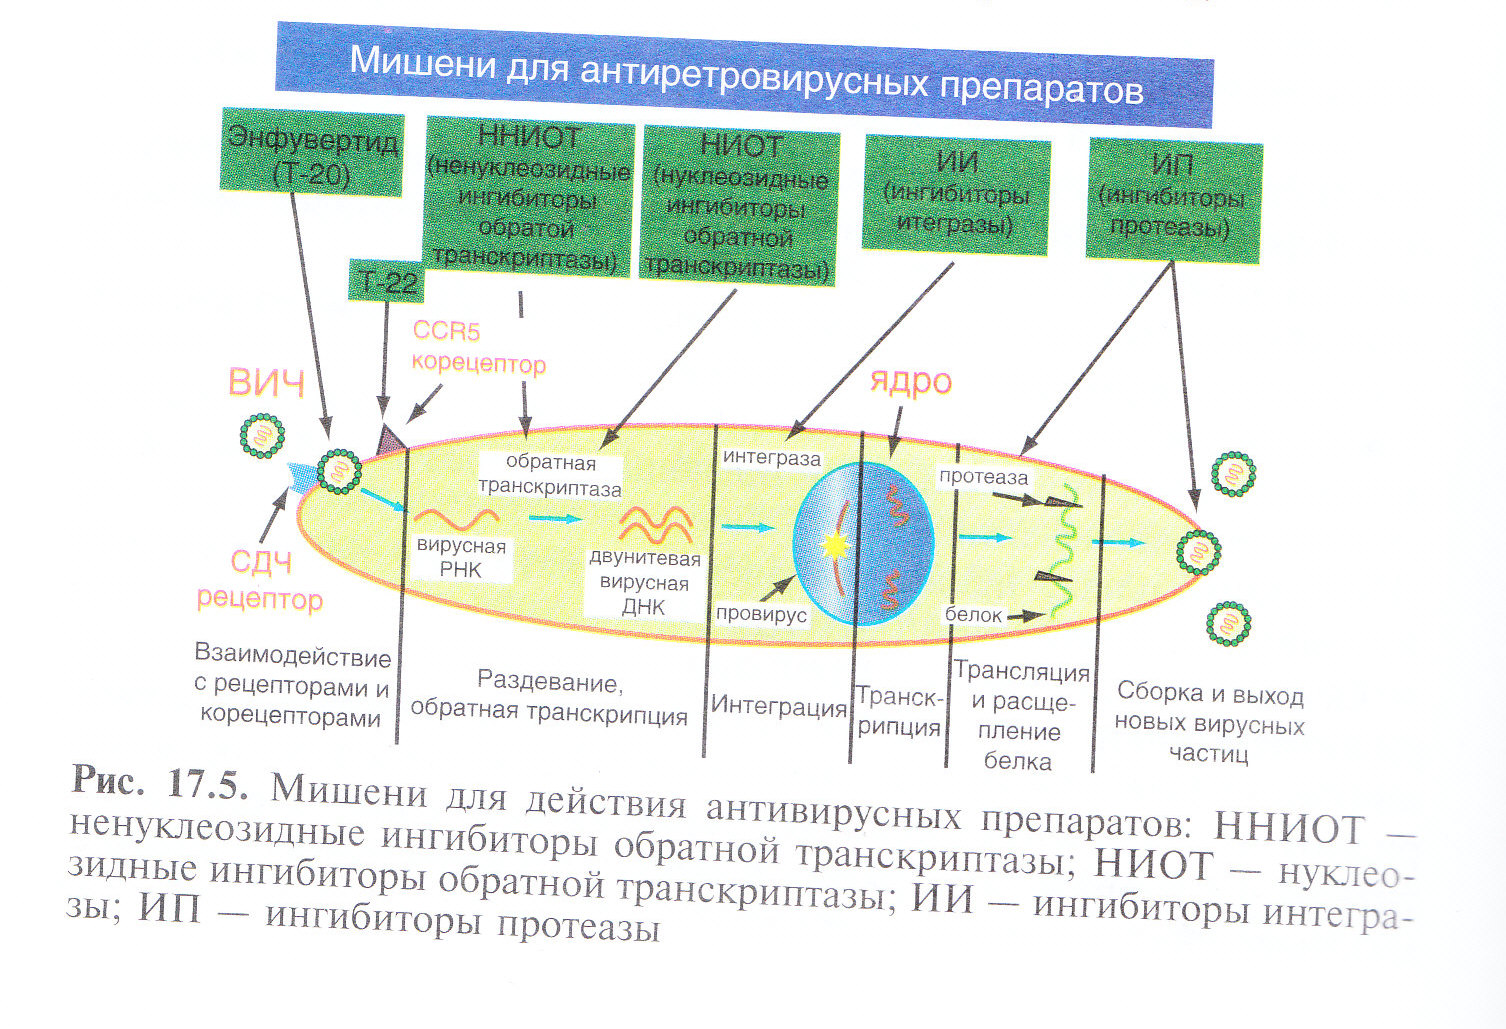 Мишени для антиретровирусных препаратов
Энфувертид
(Т-20)
ННИОТ
(ненуклеозидные
ингибиторы
обратой
транскриптазы)
НИОТ
(нуклеозидные
ингибиторы
обратной
транскриптазы)
ИИ
(ингибиторы
итегразы)
ИП
(ингибиторы
протеазы)
Т-22
CCR5
корецептор
ВИЧ
ядро
обратная
транскриптаза
интеграза
протеаза
вирусная
РНК
двунитевая
вирусная
ДНК
провирус
белок
СДЧ
рецептор
Взаимодействие
с рецепторами и
корецепторами
Раздевание,
обратная транскрипция
Интеграция
Транск-
рипция
Трансляция
и расще-
пление
белка
Сборка и выход
новых вирусных
частиц
Рис. 17.5. Мишени для действия антивирусных препаратов: ННИОТ —
ненуклеозидные ингибиторы обратной транскриптазы; НИОТ — нуклео-
зидные ингибиторы обратной транскриптазы; ИИ — ингибиторы интегра-
зы; ИП — ингибиторы протеазы